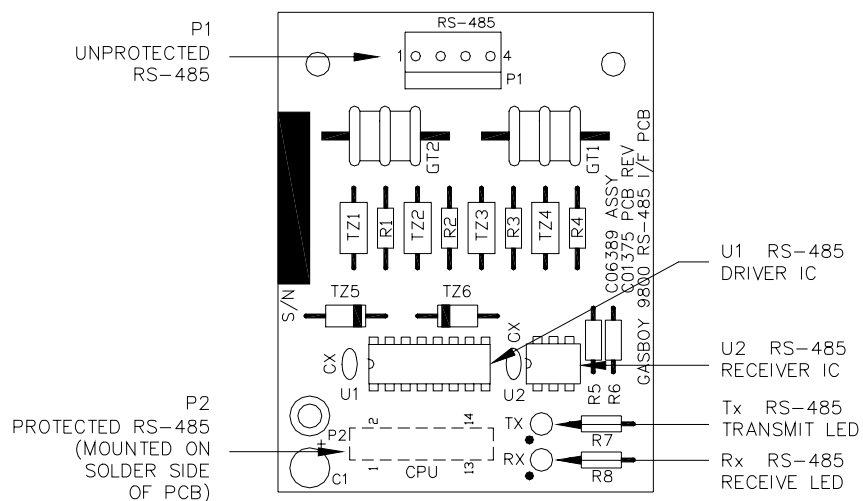 P1
UNPROTECTED
RS-485
RS-485
1
4
P1
GT2
GT1
TZ1
R1
TZ2
R2
TZ3
R3
TZ4
R4
C06389 ASSY
C01375 PCB REV
GASBOY 9800 RS-485 I/F PCB
S/N
TZ5
TZ6
U1 RS-485
DRIVER IC
CX
U1
CX
U2
R5
R6
U2 RS-485
RECEIVER IC
P2
PROTECTED RS-485
(MOUNTED ON
SOLDER SIDE
OF PCB)
+
P2
2
14
1
13
CPU
C1
TX
R7
RX
R8
Tx RS-485
TRANSMIT LED
Rx RS-485
RECEIVE LED